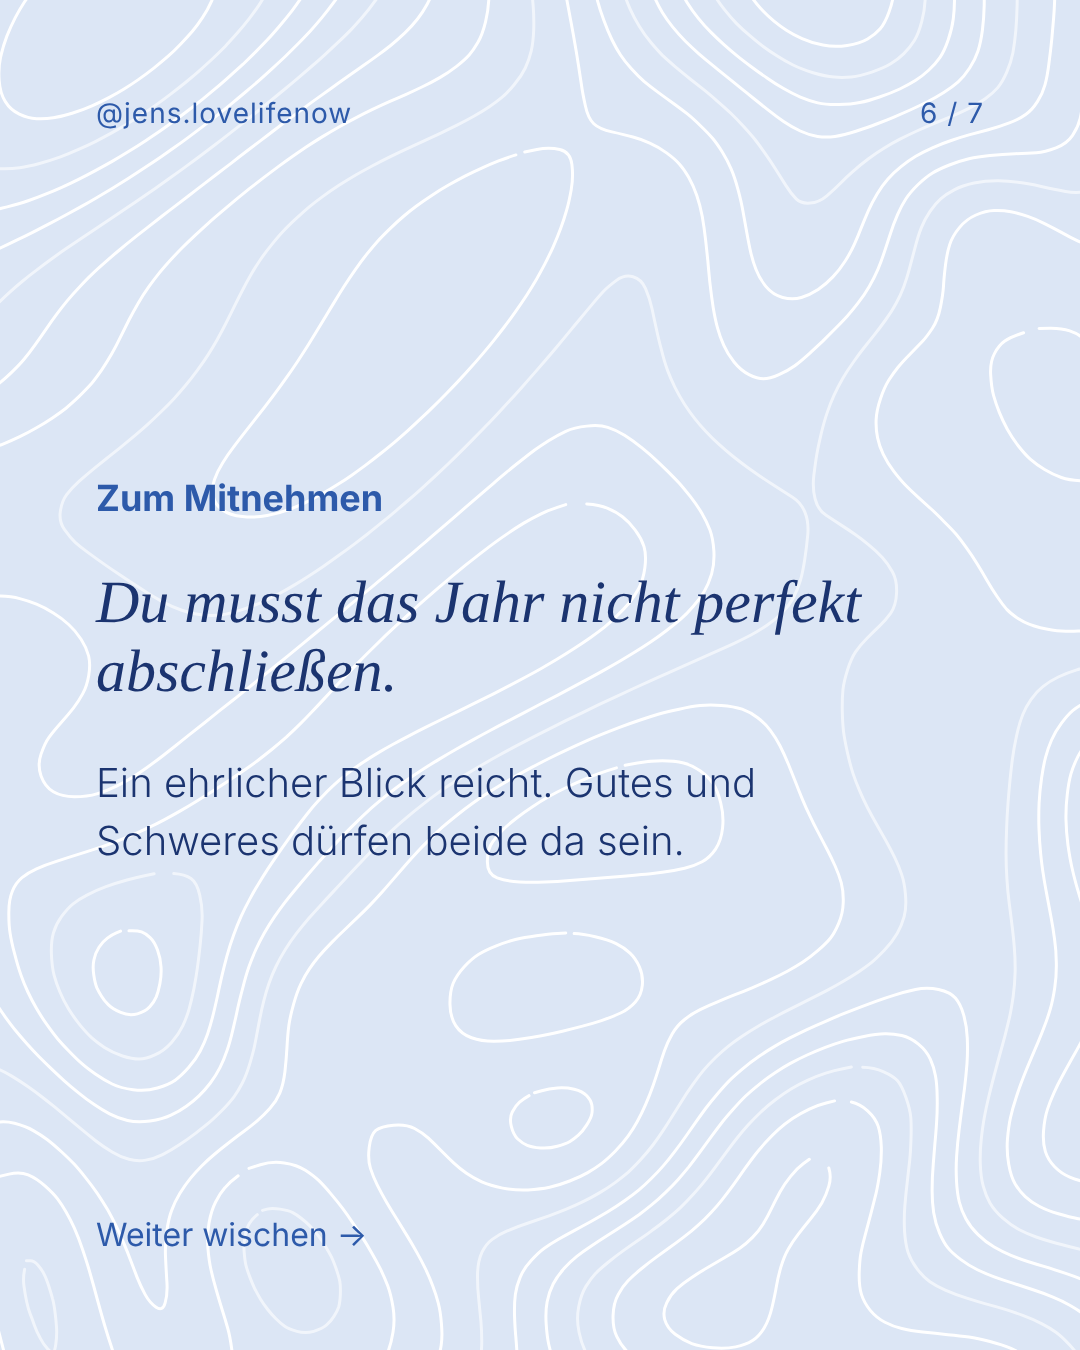 @jens.lovelifenow
6 / 7
Zum Mitnehmen
Du musst das Jahr nicht perfekt
abschließen.
Ein ehrlicher Blick reicht. Gutes und
Schweres dürfen beide da sein.
Weiter wischen →